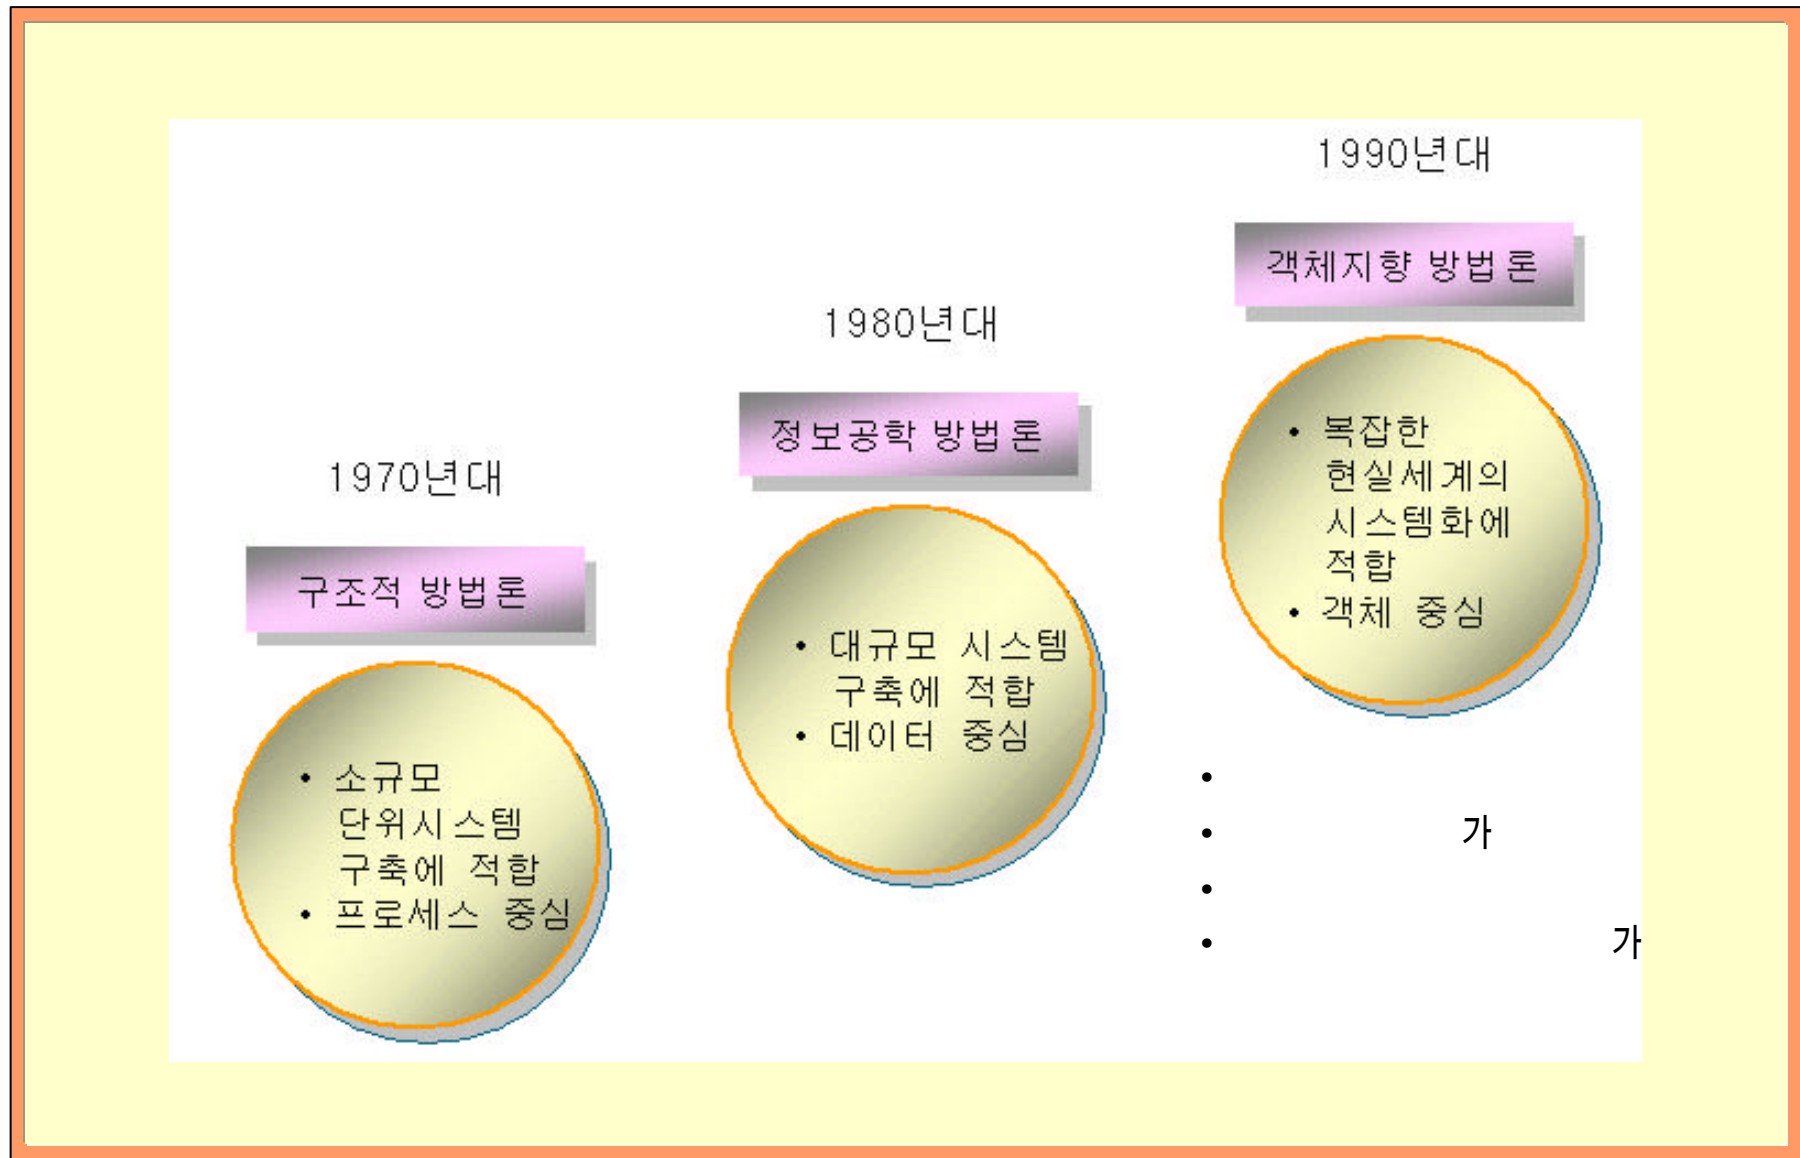 1970년대
구조적 방법론
• 소규모
단위시스템
구축에 적합
• 프로세스 중심
1980년대
정보공학 방법론
• 대규모 시스템
구축에 적합
• 데이터 중심
1990년대
객체지향 방법론
• 복잡한
현실세계의
시스템화에
적합
• 객체 중심
•
• 가
•
• 가